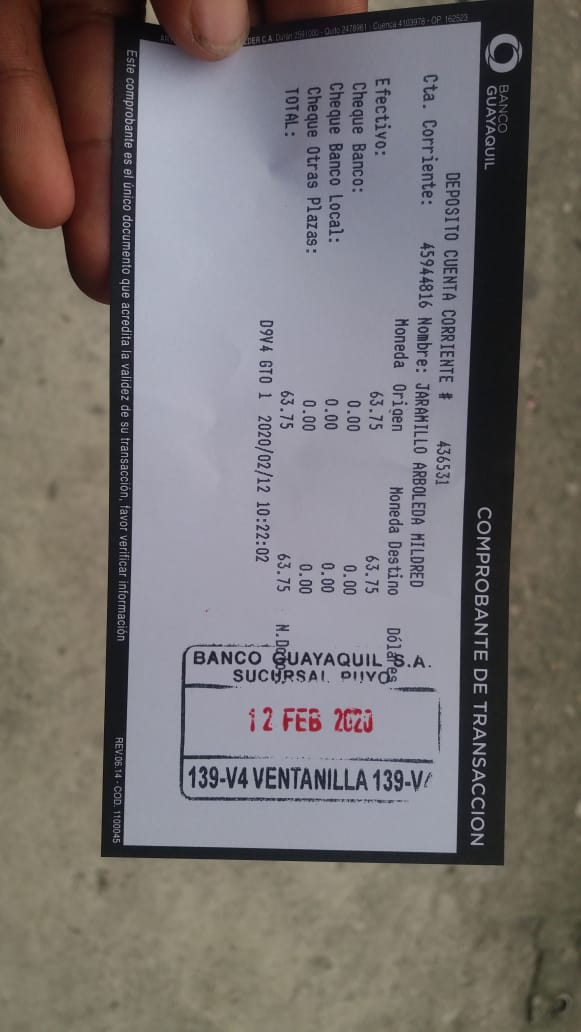 BANCO
GUAYAQUIL
COMPROBANTE DE TRANSACCION
DEPOSITO CUENTA CORRIENTE # 436531
Cta. Corriente: 45944816 Nombre: JARAMILLO ARBOLEDA MILDRED
Moneda Origen Moneda Destino Dólares
Efectivo: 63.75 63.75
Cheque Banco: 0.00 0.00
Cheque Banco Local: 0.00 0.00
Cheque Otras Plazas: 0.00 0.00
TOTAL: 63.75 63.75
D9V4 GTO 1 2020/02/12 10:22:02
BANCO GUAYAQUIL S.A.
SUCURSAL PUYO
12 FEB 2020
139-V4 VENTANILLA 139-V4
Este comprobante es el único documento que acredita la validez de su transacción, favor verificar información
REV.06.14 - COD. 1100045